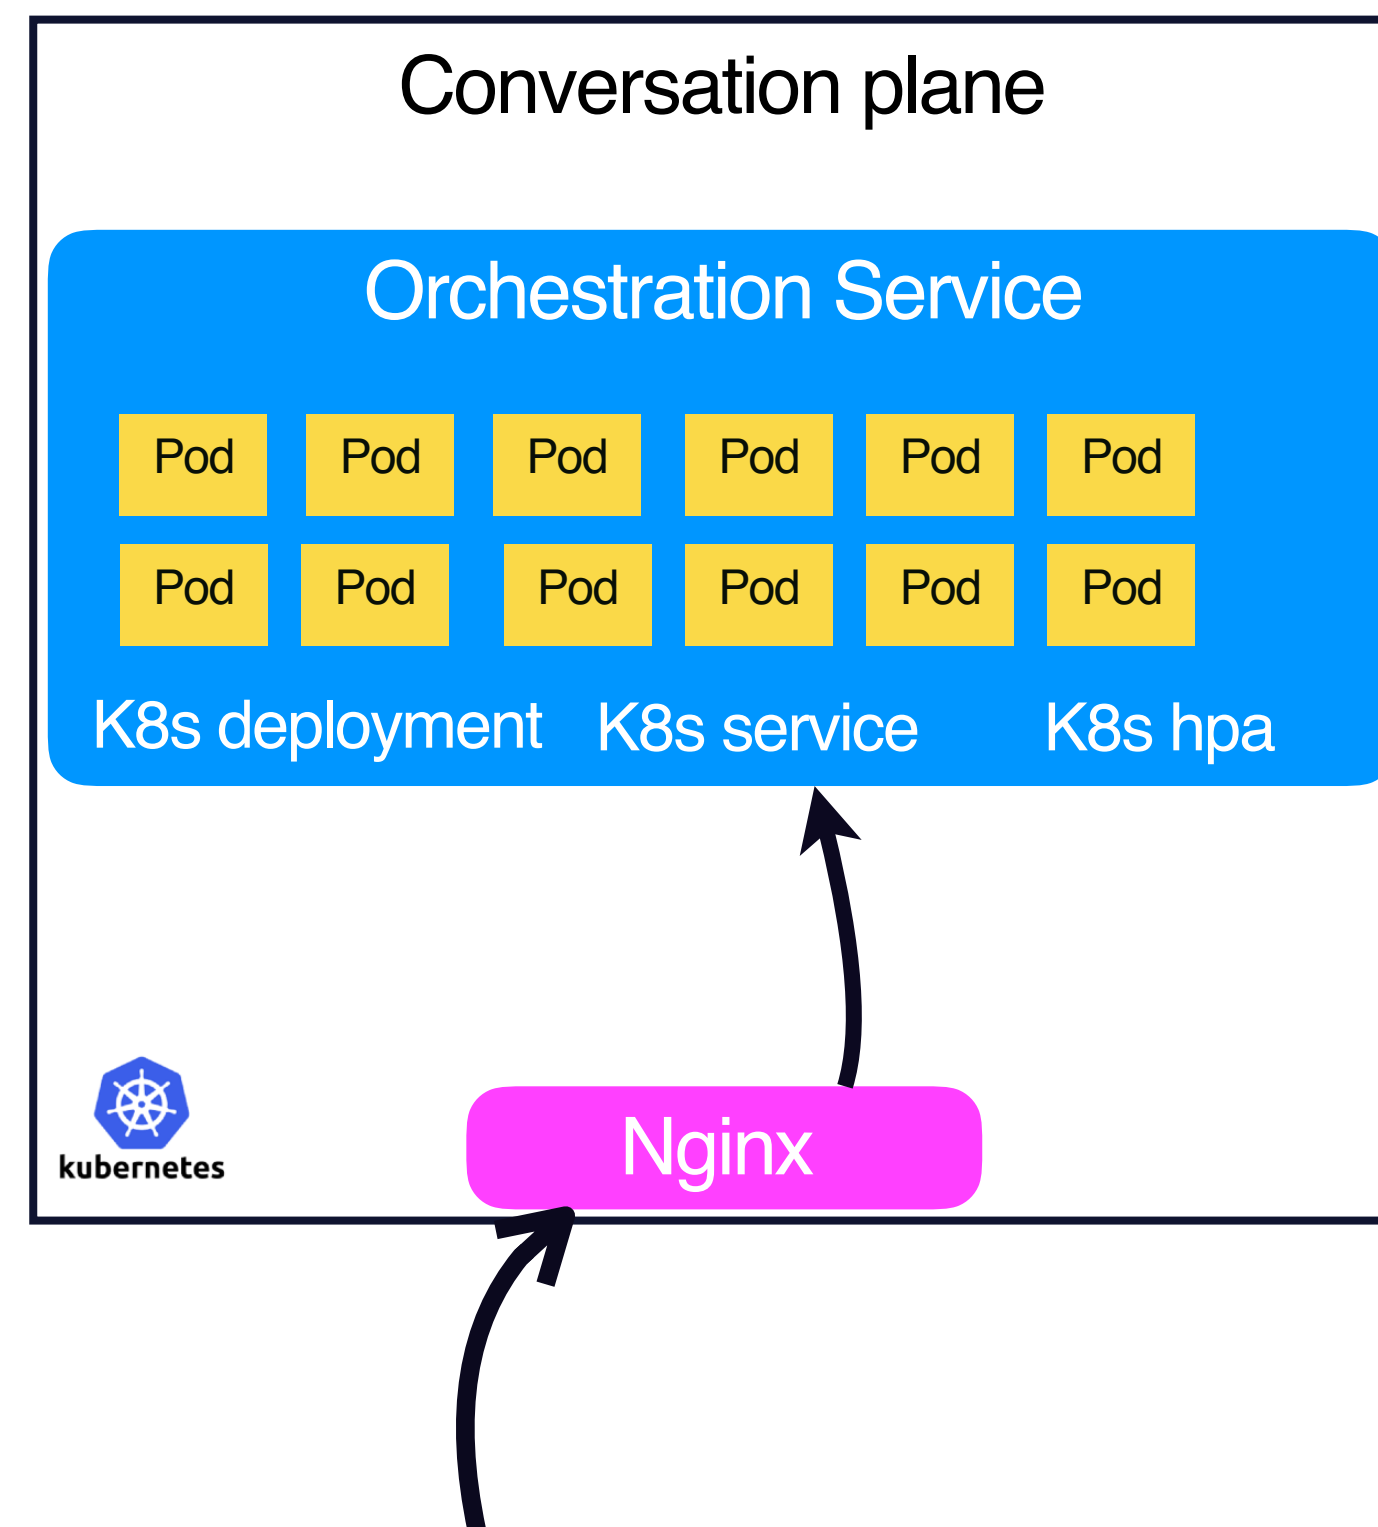 Conversation plane
Orchestration Service
Pod Pod Pod Pod Pod Pod
Pod Pod Pod Pod Pod Pod
K8s deployment K8s service K8s hpa
kubernetes
Nginx